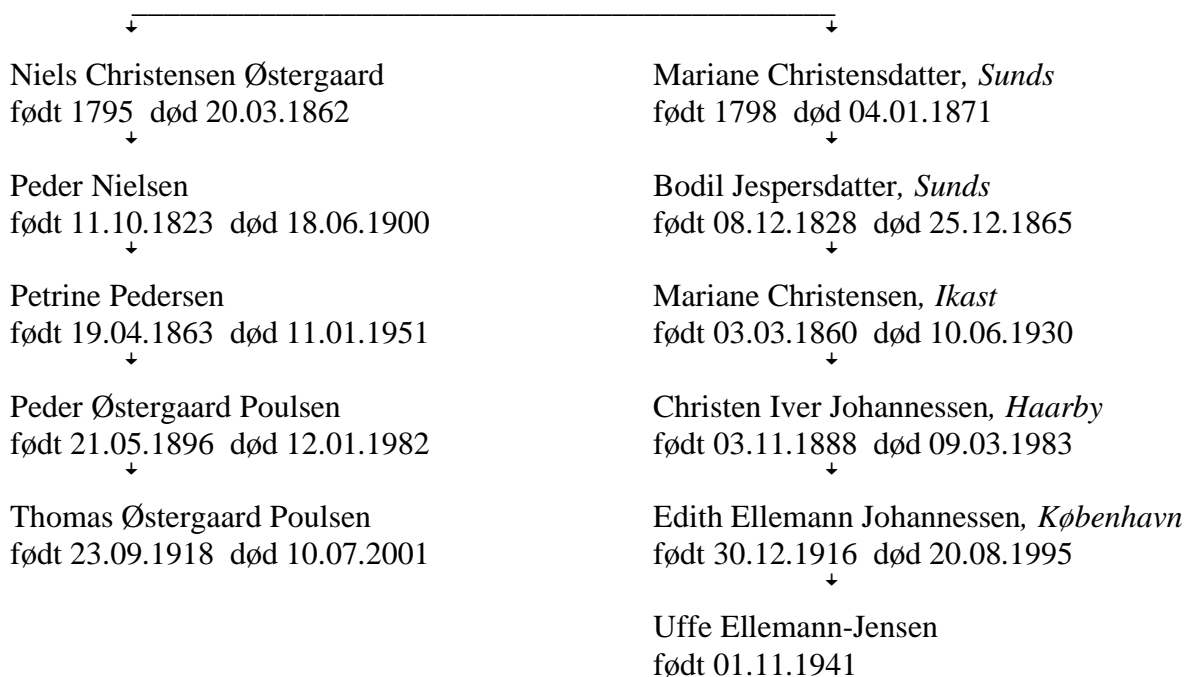 Niels Christensen Østergaard
født 1795 død 20.03.1862
Peder Nielsen
født 11.10.1823 død 18.06.1900
Petrine Pedersen
født 19.04.1863 død 11.01.1951
Peder Østergaard Poulsen
født 21.05.1896 død 12.01.1982
Thomas Østergaard Poulsen
født 23.09.1918 død 10.07.2001
Mariane Christensdatter, Sunds
født 1798 død 04.01.1871
Bodil Jespersdatter, Sunds
født 08.12.1828 død 25.12.1865
Mariane Christensen, Ikast
født 03.03.1860 død 10.06.1930
Christen Iver Johannessen, Haarby
født 03.11.1888 død 09.03.1983
Edith Ellemann Johannessen, København
født 30.12.1916 død 20.08.1995
Uffe Ellemann-Jensen
født 01.11.1941